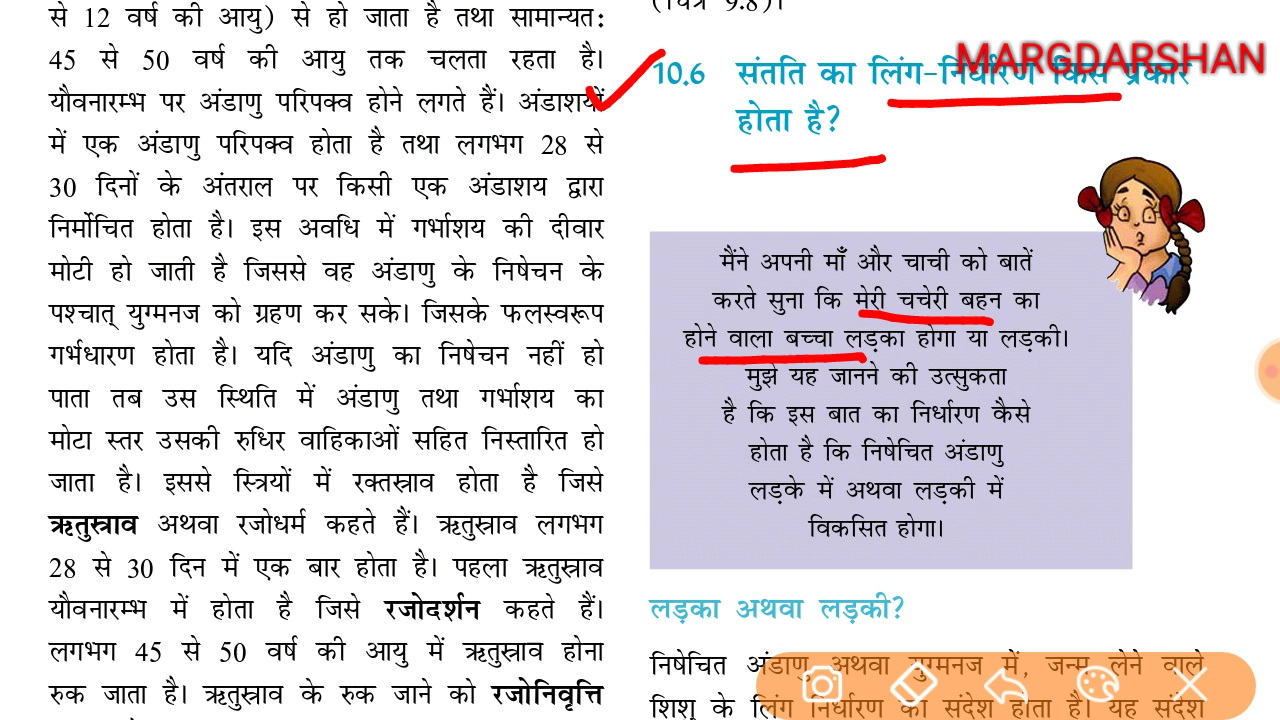 से 12 वर्ष की आयु) से हो जाता है तथा सामान्यत:
45 से 50 वर्ष की आयु तक चलता रहता है।
यौवनारम्भ पर अंडाणु परिपक्व होने लगते हैं। अंडाशयों
में एक अंडाणु परिपक्व होता है तथा लगभग 28 से
30 दिनों के अंतराल पर किसी एक अंडाशय द्वारा
निर्मोचित होता है। इस अवधि में गर्भाशय की दीवार
मोटी हो जाती है जिससे वह अंडाणु के निषेचन के
पश्चात् युग्मनज को ग्रहण कर सके। जिसके फलस्वरूप
गर्भधारण होता है। यदि अंडाणु का निषेचन नहीं हो
पाता तब उस स्थिति में अंडाणु तथा गर्भाशय का
मोटा स्तर उसकी रुधिर वाहिकाओं सहित निस्तारित हो
जाता है। इससे स्त्रियों में रक्तस्राव होता है जिसे
ऋतुस्त्राव अथवा रजोधर्म कहते हैं। ऋतुस्राव लगभग
28 से 30 दिन में एक बार होता है। पहला ऋतुस्राव
यौवनारम्भ में होता है जिसे रजोदर्शन कहते हैं।
लगभग 45 से 50 वर्ष की आयु में ऋतुस्राव होना
रुक जाता है। ऋतुस्राव के रुक जाने को रजोनिवृत्ति
(चित्र 9.8)।
MARGDARSHAN
10.6 संतति का लिंग-निर्धारण किस प्रकार
होता है?
मैंने अपनी माँ और चाची को बातें
करते सुना कि मेरी चचेरी बहन का
होने वाला बच्चा लड़का होगा या लड़की।
मुझे यह जानने की उत्सुकता
है कि इस बात का निर्धारण कैसे
होता है कि निषेचित अंडाणु
लड़के में अथवा लड़की में
विकसित होगा।
लड़का अथवा लड़की?
निषेचित अंडाणु अथवा युग्मनज में, जन्म लेने वाले
शिशु के लिंग निर्धारण का संदेश होता है। यह संदेश